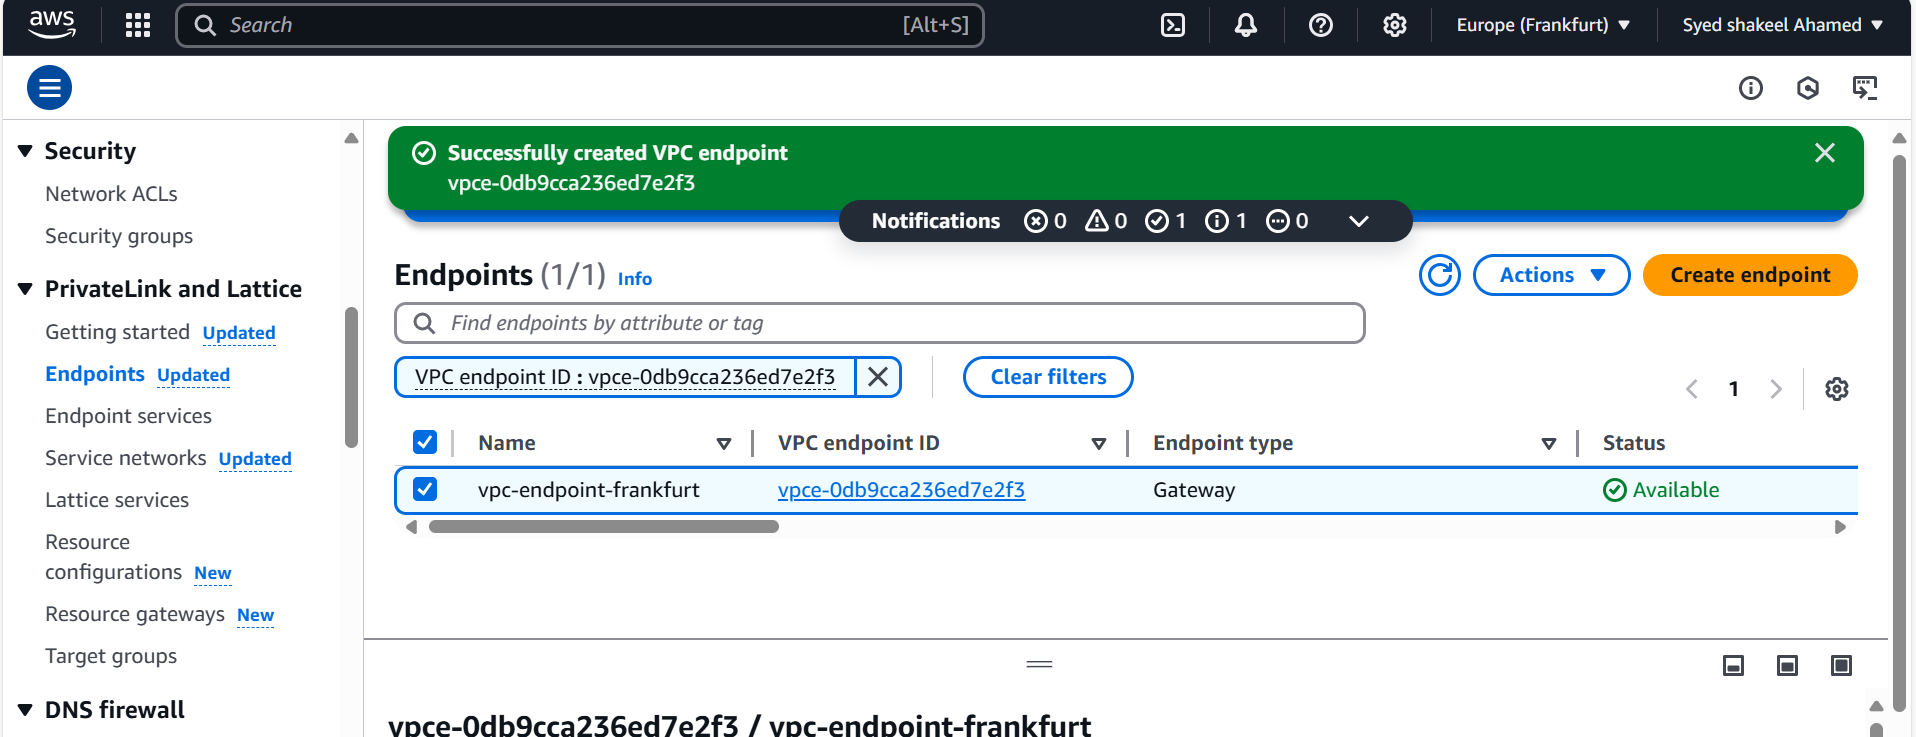 aws
Search [Alt+S]
Europe (Frankfurt)
Syed shakeel Ahamed
Security
Network ACLs
Security groups
PrivateLink and Lattice
Getting started Updated
Endpoints Updated
Endpoint services
Service networks Updated
Lattice services
Resource
configurations New
Resource gateways New
Target groups
DNS firewall
Successfully created VPC endpoint
vpce-0db9cca236ed7e2f3
Notifications 0 0 1 1 0
Endpoints (1/1) Info
Actions
Create endpoint
Find endpoints by attribute or tag
VPC endpoint ID : vpce-0db9cca236ed7e2f3
Clear filters
1
Name VPC endpoint ID Endpoint type Status
vpc-endpoint-frankfurt vpce-0db9cca236ed7e2f3 Gateway Available
vpce-0db9cca236ed7e2f3 / vpc-endpoint-frankfurt